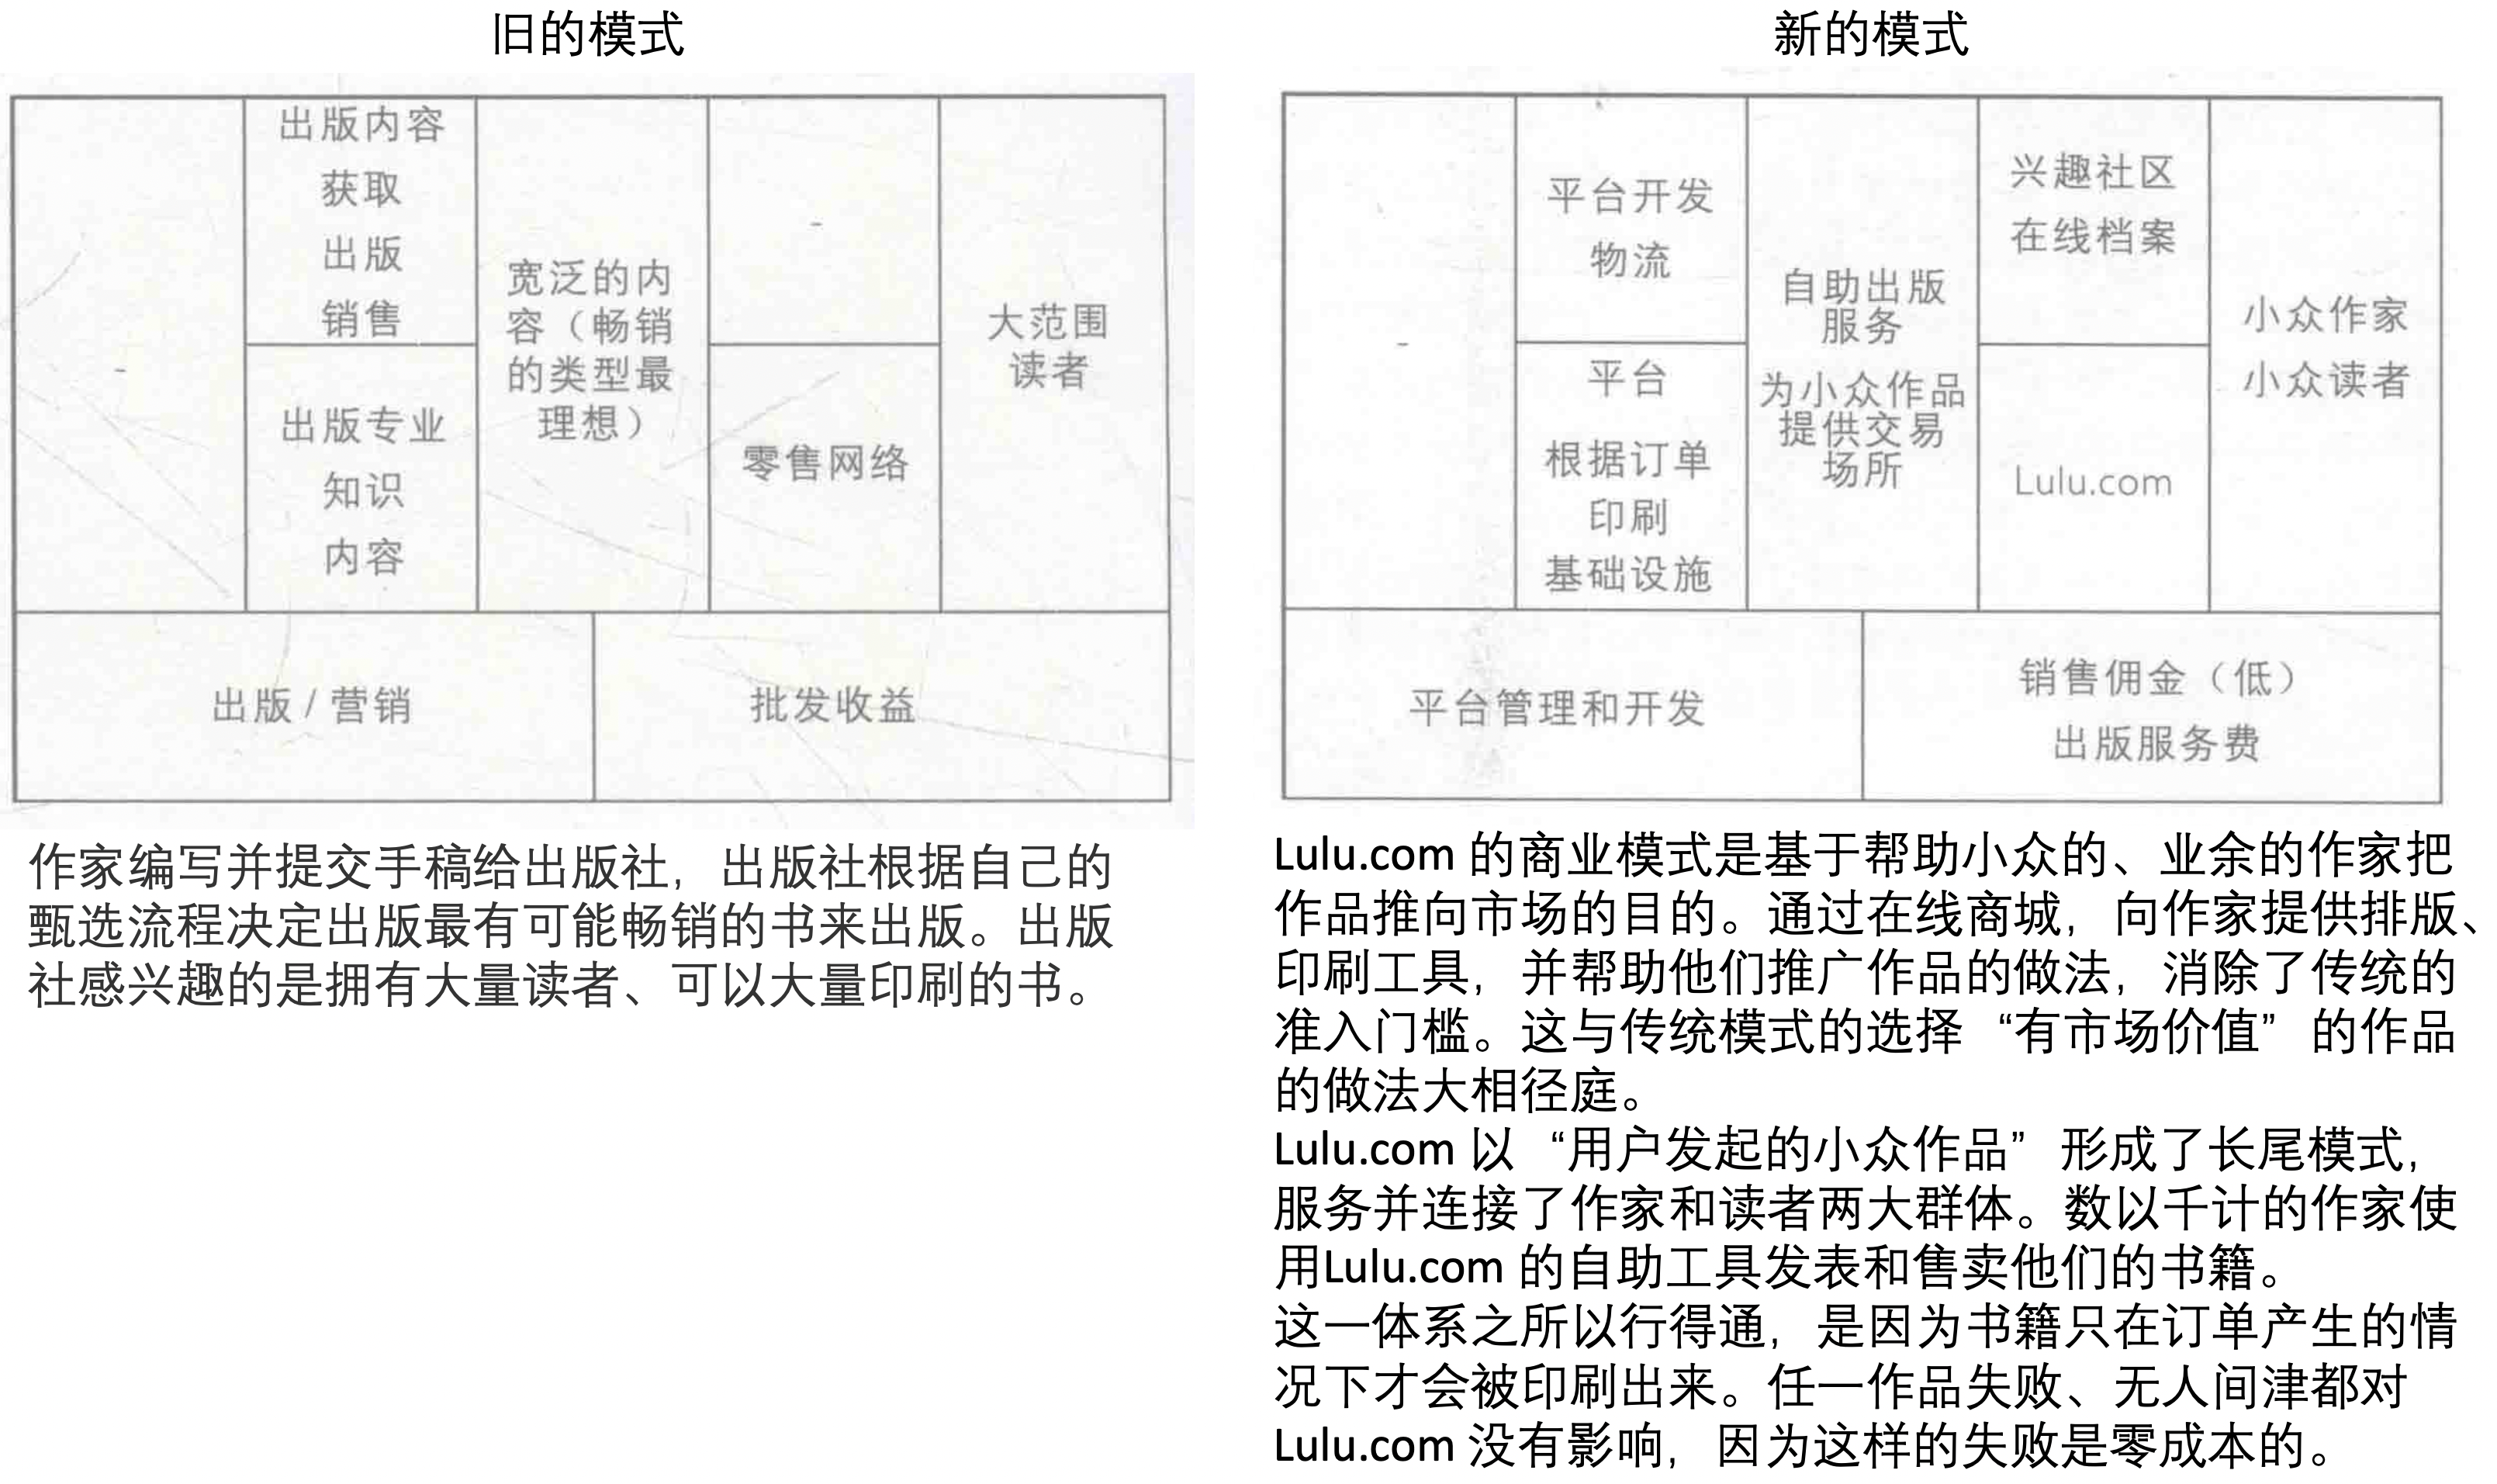 旧的模式
出版内容
获取
出版
销售
-
出版专业
知识
内容
宽泛的内
容（畅销
的类型最
理想）
-
零售网络
大范围
读者
出版 / 营销
批发收益
作家编写并提交手稿给出版社，出版社根据自己的
甄选流程决定出版最有可能畅销的书来出版。出版
社感兴趣的是拥有大量读者、可以大量印刷的书。
新的模式
-
平台开发
物流
平台
根据订单
印刷
基础设施
自助出版
服务
为小众作品
提供交易
场所
兴趣社区
在线档案
Lulu.com
小众作家
小众读者
平台管理和开发
销售佣金（低）
出版服务费
Lulu.com 的商业模式是基于帮助小众的、业余的作家把
作品推向市场的目的。通过在线商城，向作家提供排版、
印刷工具，并帮助他们推广作品的做法，消除了传统的
准入门槛。这与传统模式的选择“有市场价值”的作品
的做法大相径庭。
Lulu.com 以“用户发起的小众作品”形成了长尾模式，
服务并连接了作家和读者两大群体。数以千计的作家使
用Lulu.com 的自助工具发表和售卖他们的书籍。
这一体系之所以行得通，是因为书籍只在订单产生的情
况下才会被印刷出来。任一作品失败、无人间津都对
Lulu.com 没有影响，因为这样的失败是零成本的。